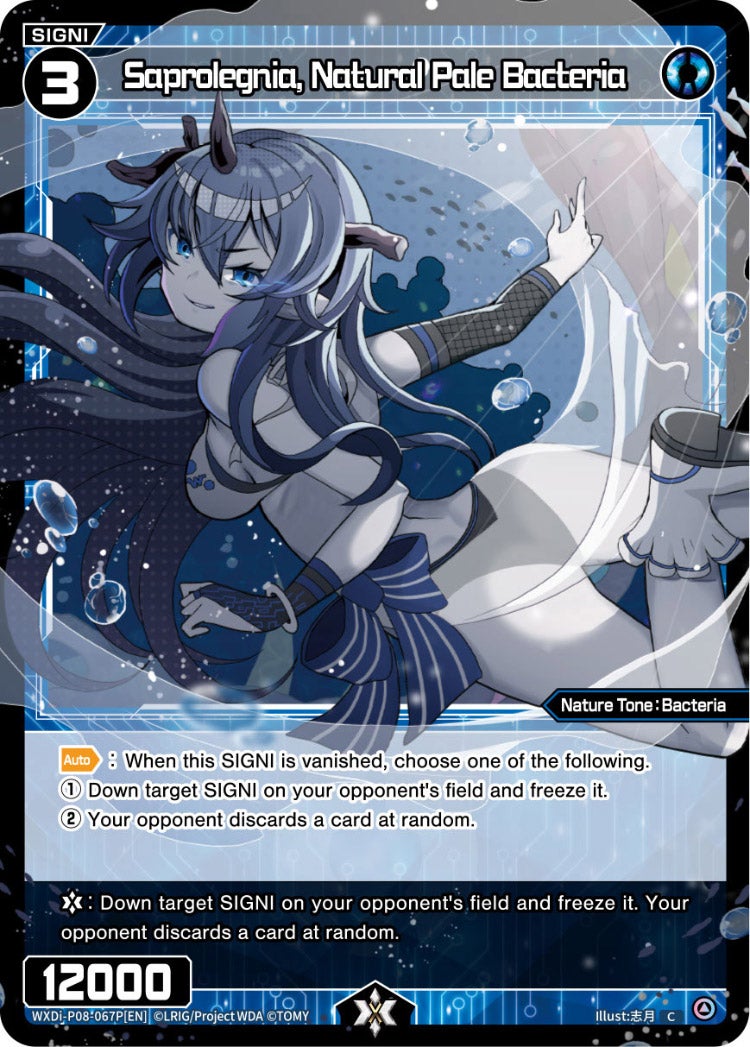 SIGNI
3
Saprolegnia, Natural Pale Bacteria
Nature Tone:Bacteria
Auto : When this SIGNI is vanished, choose one of the following.
① Down target SIGNI on your opponent's field and freeze it.
② Your opponent discards a card at random.
: Down target SIGNI on your opponent's field and freeze it. Your
opponent discards a card at random.
12000
WXDi-P08-067P[EN] ©LRIG/Project WDA ©TOMY
Illust:志月 C